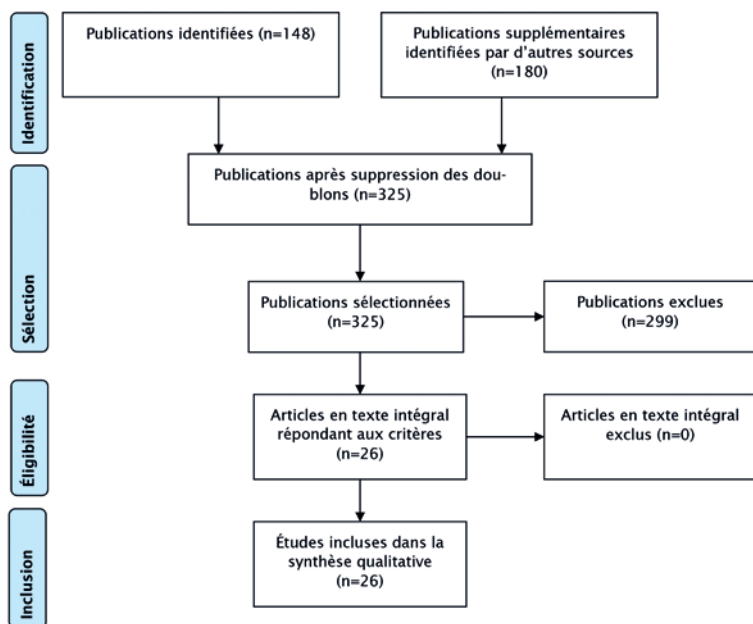 Identification
Publications identifiées (n=148)
Publications supplémentaires
identifiées par d'autres sources
(n=180)
Sélection
Publications après suppression des dou-
blons (n=325)
Publications sélectionnées
(n=325)
Publications exclues
(n=299)
Éligibilité
Articles en texte intégral
répondant aux critères
(n=26)
Articles en texte intégral
exclus (n=0)
Inclusion
Études incluses dans la
synthèse qualitative
(n=26)